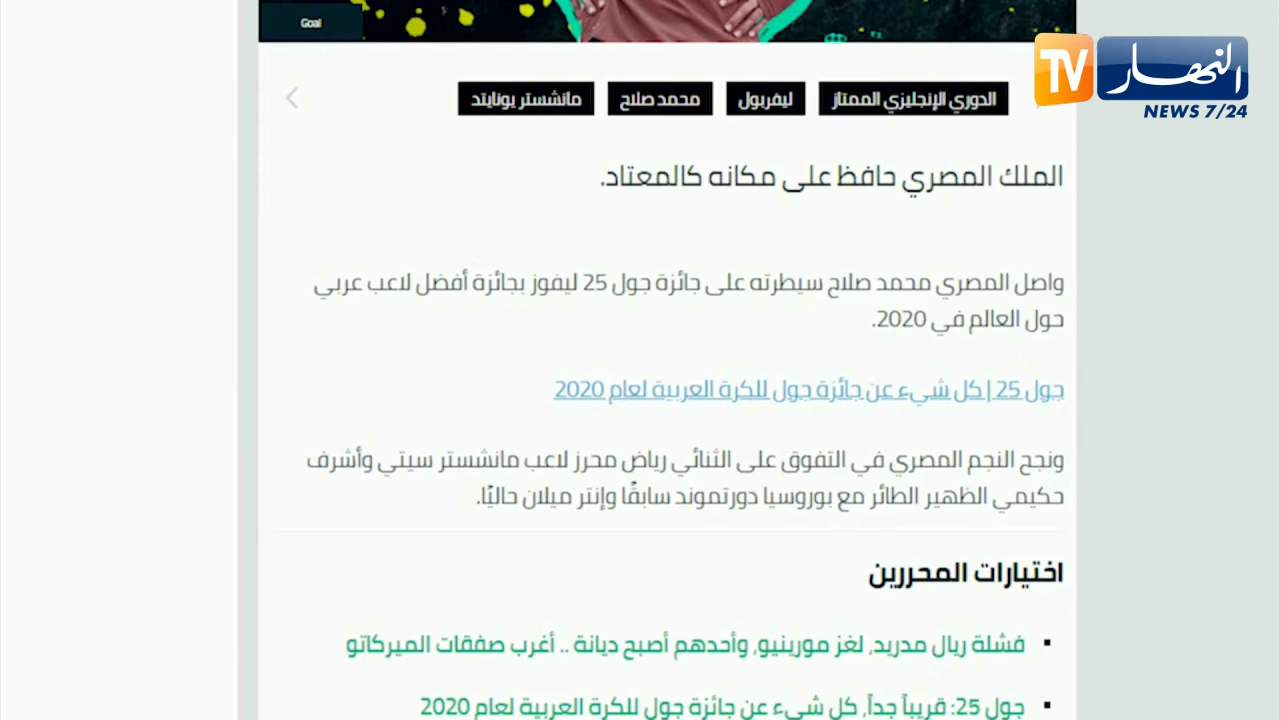 Goal
TV النهار
NEWS 7/24
الدوري الإنجليزي الممتاز ليفربول محمد صلاح مانشستر يونايتد
الملك المصري حافظ على مكانه كالمعتاد.
واصل المصري محمد صلاح سيطرته على جائزة جول 25 ليفوز بجائزة أفضل لاعب عربي
حول العالم في 2020.
جول 25 | كل شيء عن جائزة جول للكرة العربية لعام 2020
ونجح النجم المصري في التفوق على الثنائي رياض محرز لاعب مانشستر سيتي وأشرف
حكيمي الظهير الطائر مع بوروسيا دورتموند سابقًا وإنتر ميلان حاليًا.
اختيارات المحررين
فشلة ريال مدريد, لغز مورينيو, وأحدهم أصبح ديانة .. أغرب صفقات الميركاتو
جول 25: قريباً جداً, كل شيء عن جائزة جول للكرة العربية لعام 2020